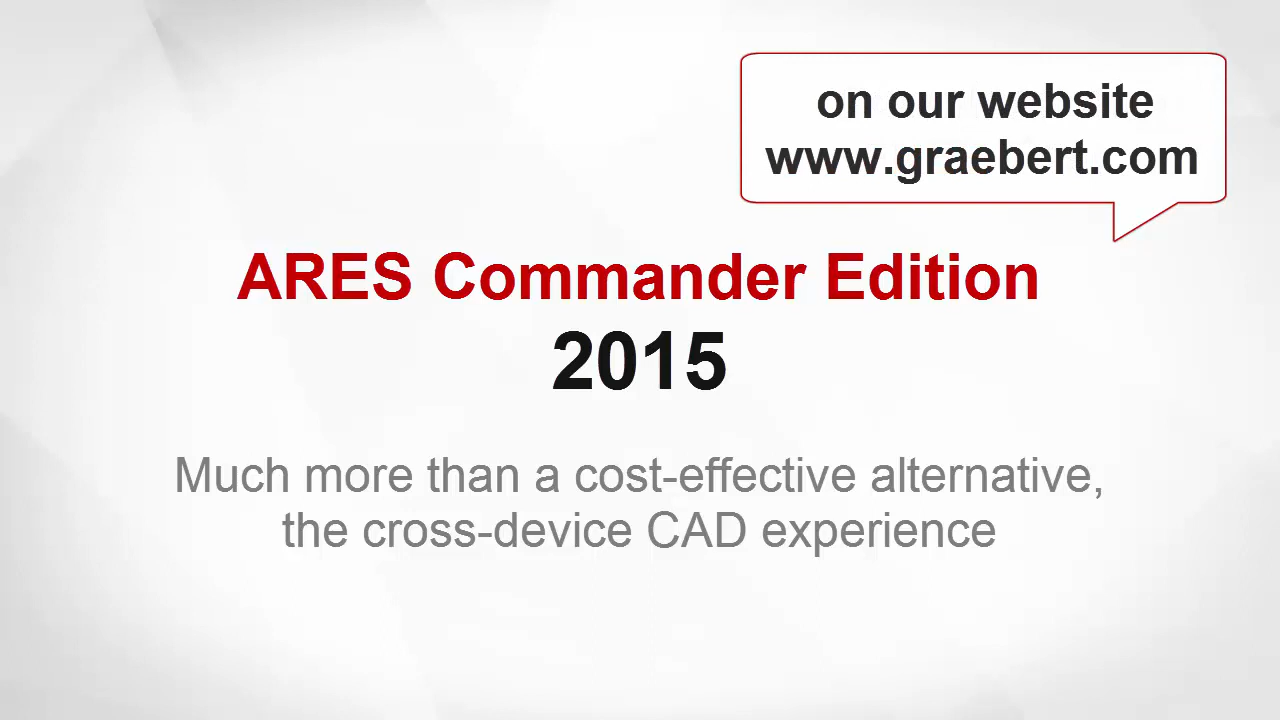 on our website
www.graebert.com
ARES Commander Edition
2015
Much more than a cost-effective alternative,
the cross-device CAD experience